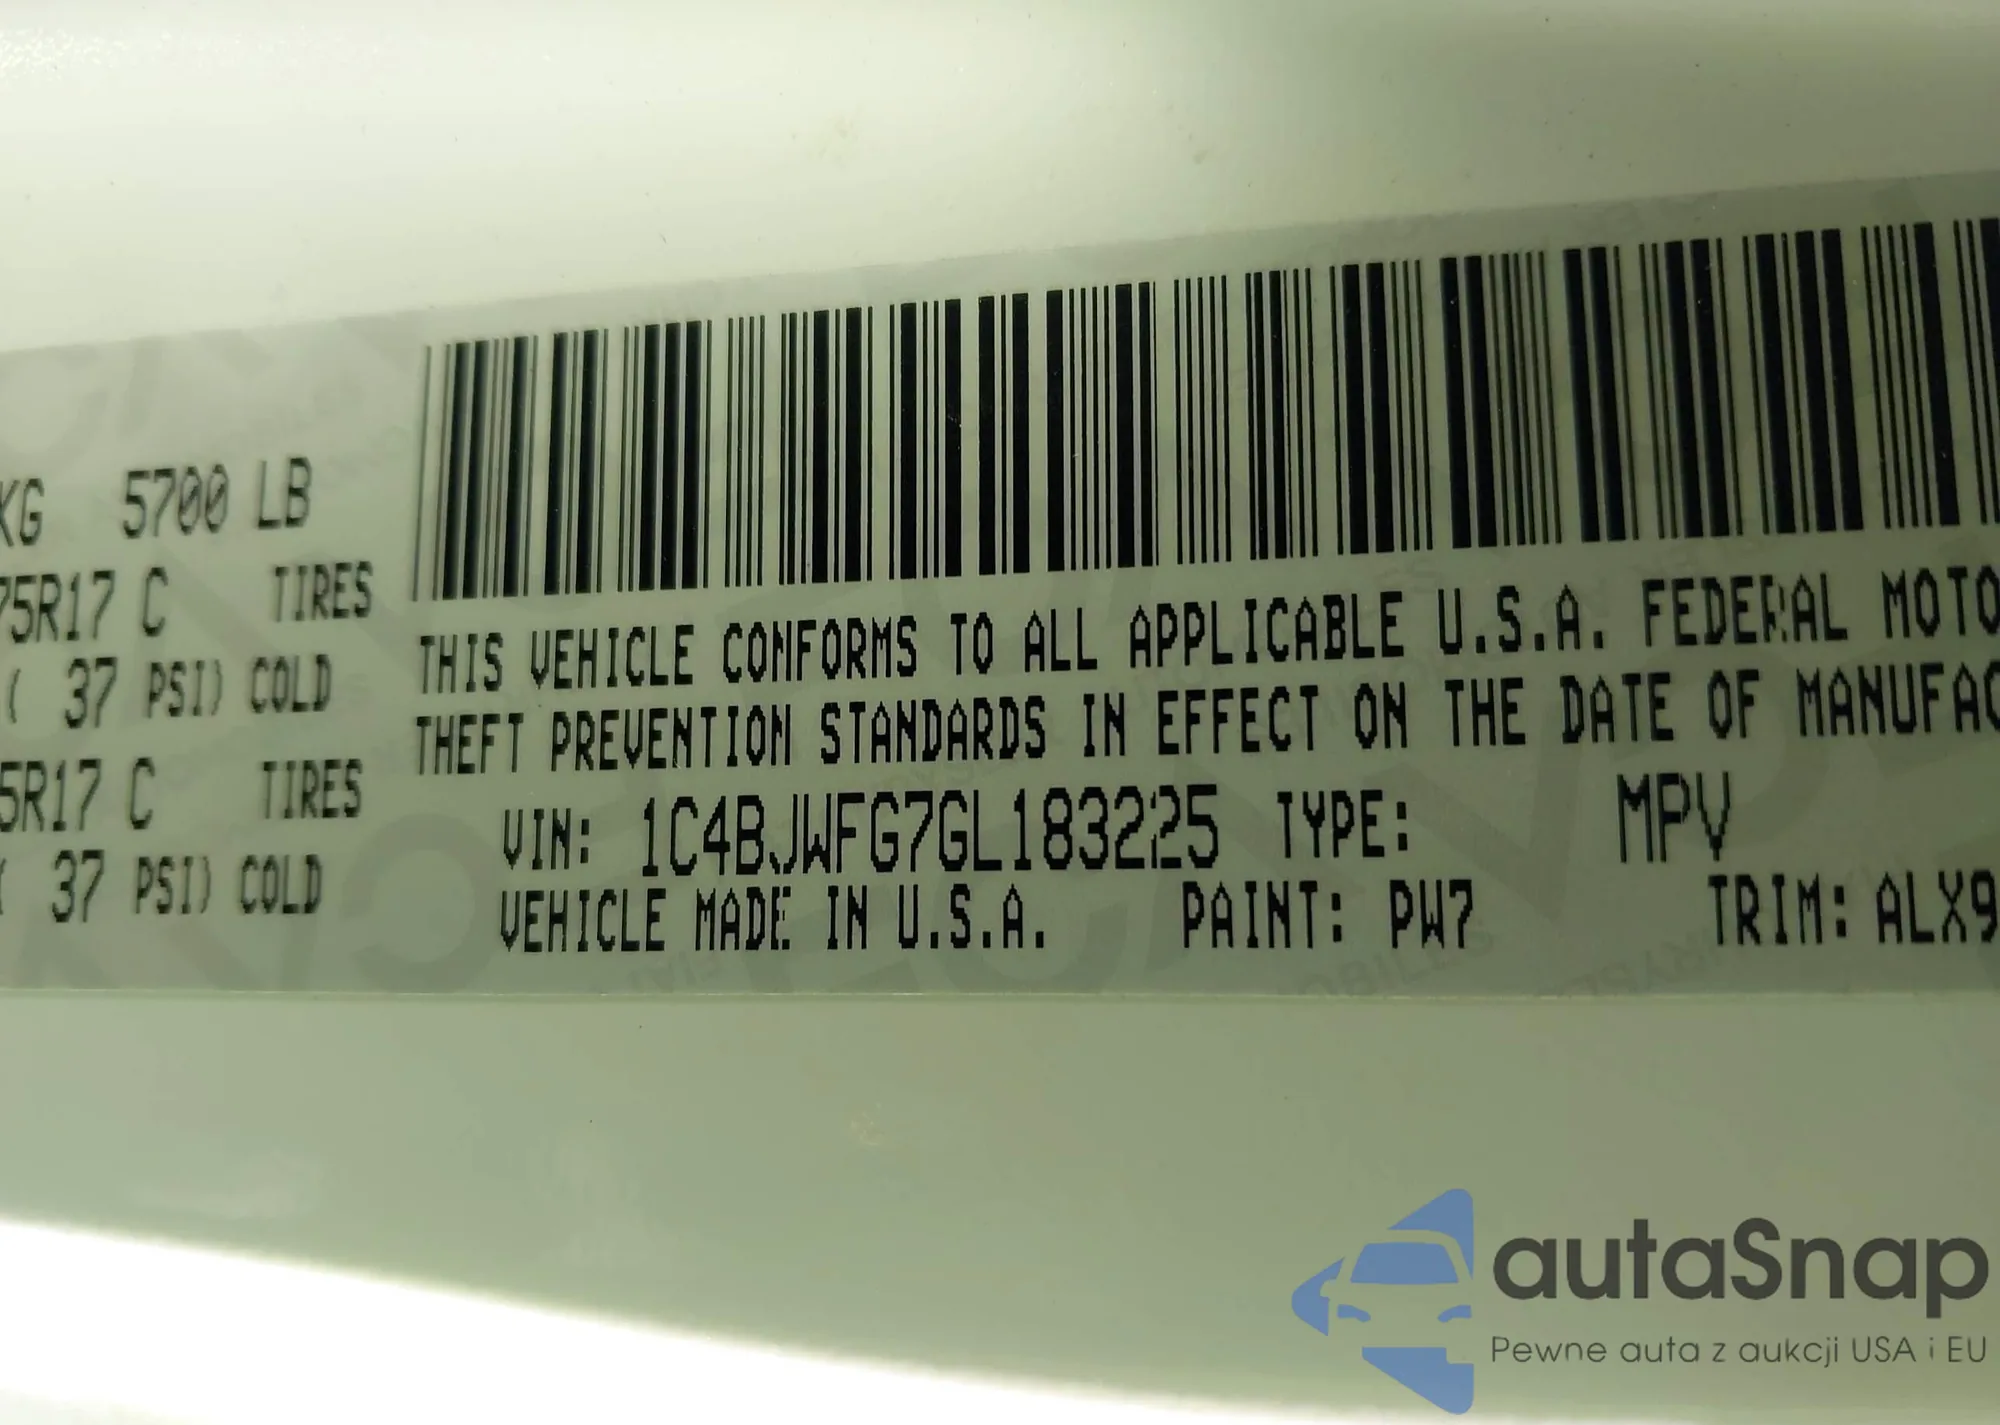 KG 5700 LB
75R17 C TIRES
( 37 PSI) COLD
5R17 C TIRES
( 37 PSI) COLD
THIS VEHICLE CONFORMS TO ALL APPLICABLE U.S.A. FEDERAL MOTO
THEFT PREVENTION STANDARDS IN EFFECT ON THE DATE OF MANUFAC
VIN: 1C4BJWFG7GL183225 TYPE: MPV
VEHICLE MADE IN U.S.A. PAINT: PW7 TRIM: ALX9
autaSnap
Pewne auta z aukcji USA i EU